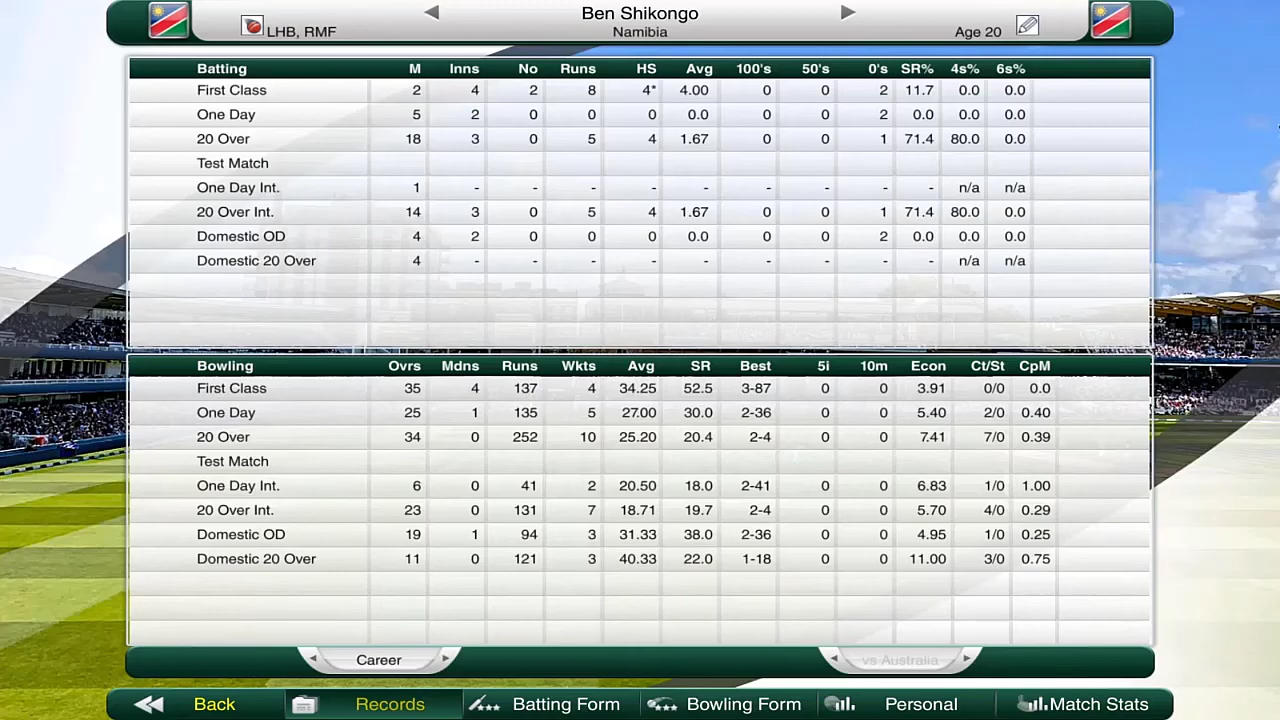 Ben Shikongo
LHB, RMF
Namibia
Age 20
Batting M Inns No Runs HS Avg 100's 50's 0's SR% 4s% 6s%
First Class 2 4 2 8 4* 4.00 0 0 2 11.7 0.0 0.0
One Day 5 2 0 0 0 0.0 0 0 2 0.0 0.0 0.0
20 Over 18 3 0 5 4 1.67 0 0 1 71.4 80.0 0.0
Test Match
One Day Int. 1 - - - - - - - - - n/a n/a
20 Over Int. 14 3 0 5 4 1.67 0 0 1 71.4 80.0 0.0
Domestic OD 4 2 0 0 0 0.0 0 0 2 0.0 0.0 0.0
Domestic 20 Over 4 - - - - - - - - - n/a n/a
Bowling Ovrs Mdns Runs Wkts Avg SR Best 5i 10m Econ Ct/St CpM
First Class 35 4 137 4 34.25 52.5 3-87 0 0 3.91 0/0 0.0
One Day 25 1 135 5 27.00 30.0 2-36 0 0 5.40 2/0 0.40
20 Over 34 0 252 10 25.20 20.4 2-4 0 0 7.41 7/0 0.39
Test Match
One Day Int. 6 0 41 2 20.50 18.0 2-41 0 0 6.83 1/0 1.00
20 Over Int. 23 0 131 7 18.71 19.7 2-4 0 0 5.70 4/0 0.29
Domestic OD 19 1 94 3 31.33 38.0 2-36 0 0 4.95 1/0 0.25
Domestic 20 Over 11 0 121 3 40.33 22.0 1-18 0 0 11.00 3/0 0.75
Career vs Australia
Back Records Batting Form Bowling Form Personal Match Stats